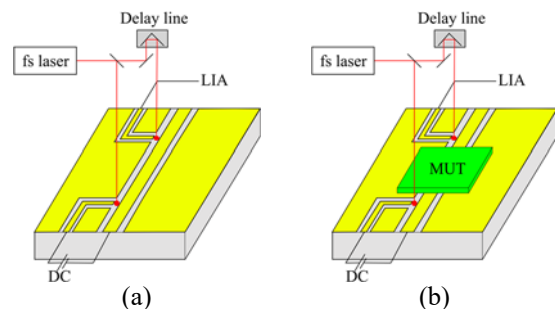 Delay line
fs laser
LIA
DC
(a)
Delay line
fs laser
LIA
MUT
DC
(b)